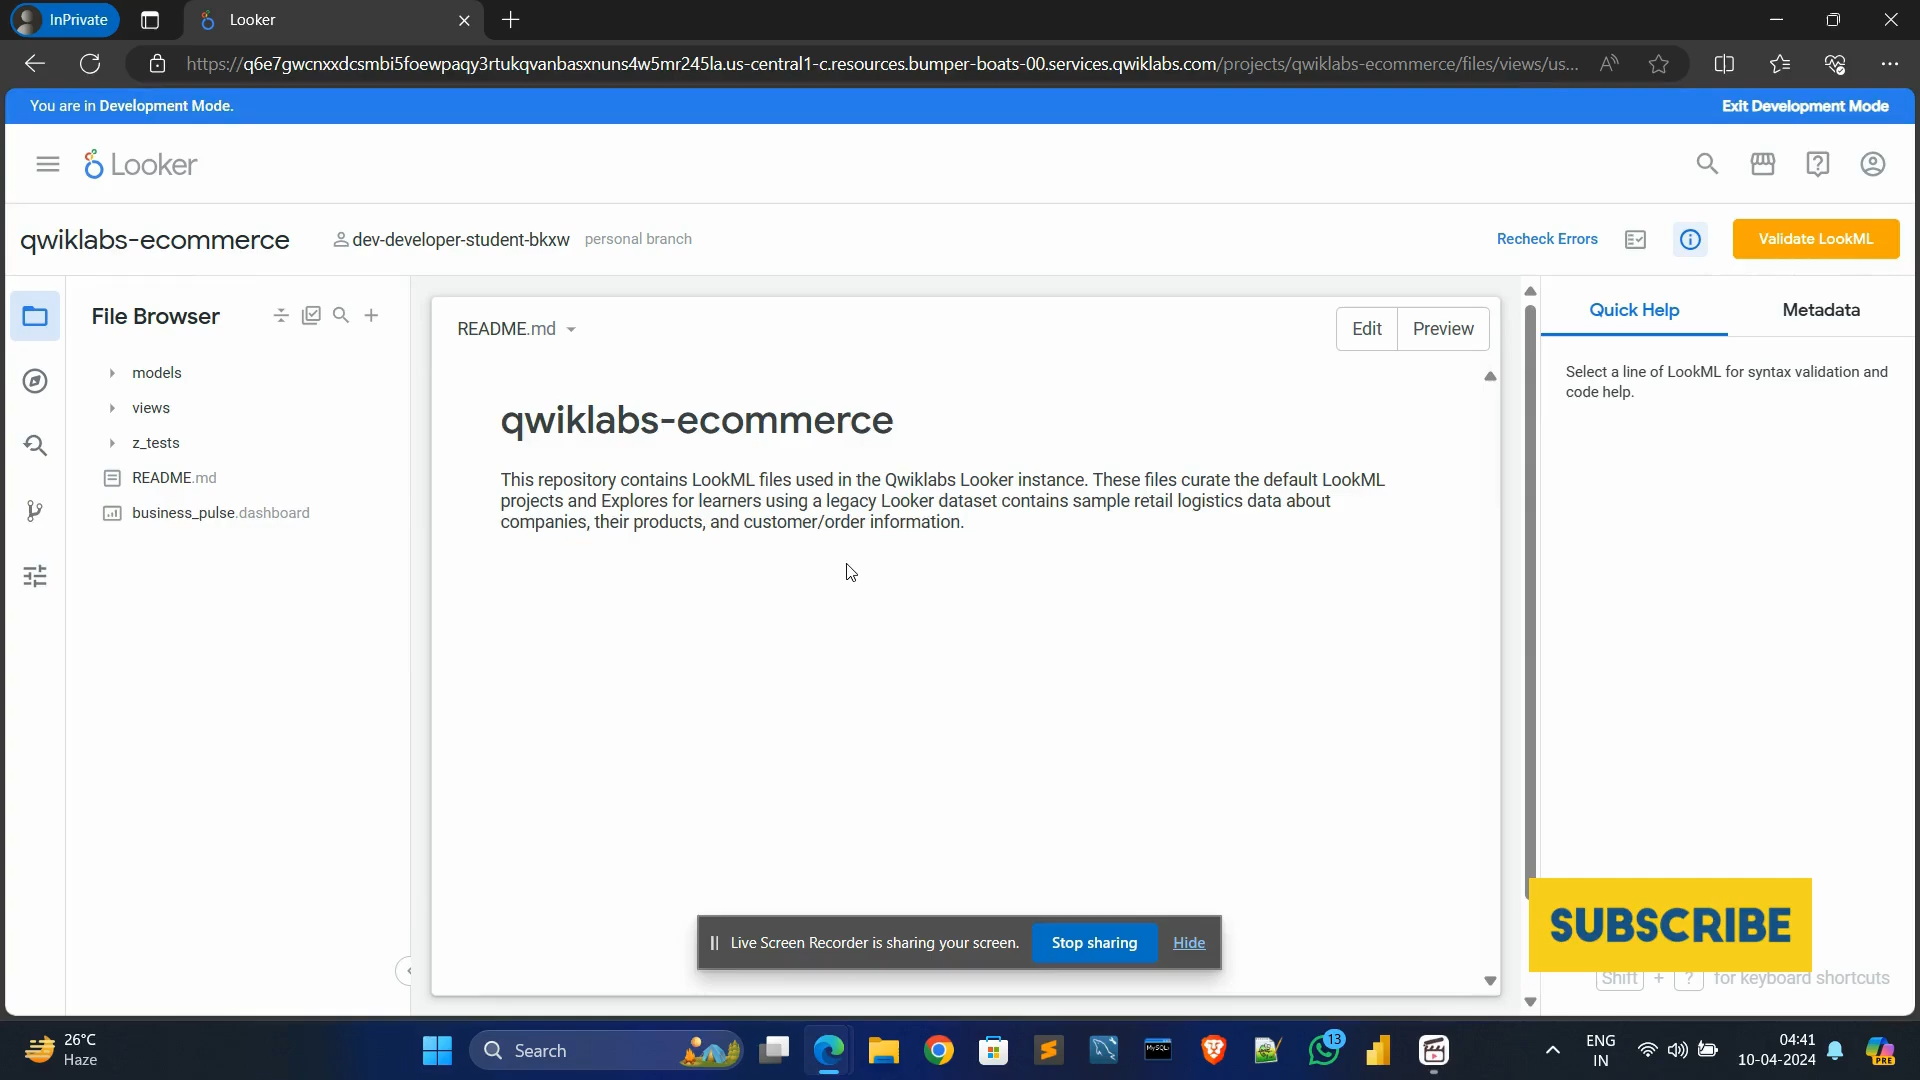 InPrivate
Looker
https://q6e7gwcnxxdcsmbi5foewpaqy3rtukqvanbasxnuns4w5mr245la.us-central1-c.resources.bumper-boats-00.services.qwiklabs.com/projects/qwiklabs-ecommerce/files/views/us...
You are in Development Mode.
Exit Development Mode
Looker
qwiklabs-ecommerce
dev-developer-student-bkxw personal branch
Recheck Errors
Validate LookML
File Browser
models
views
z_tests
README.md
business_pulse.dashboard
README.md
Edit
Preview
qwiklabs-ecommerce
This repository contains LookML files used in the Qwiklabs Looker instance. These files curate the default LookML
projects and Explores for learners using a legacy Looker dataset contains sample retail logistics data about
companies, their products, and customer/order information.
Quick Help
Metadata
Select a line of LookML for syntax validation and
code help.
Live Screen Recorder is sharing your screen.
Stop sharing
Hide
SUBSCRIBE
Shift + ? for keyboard shortcuts
26°C
Haze
Search
MySQL
13
ENG
IN
04:41
10-04-2024
PRE